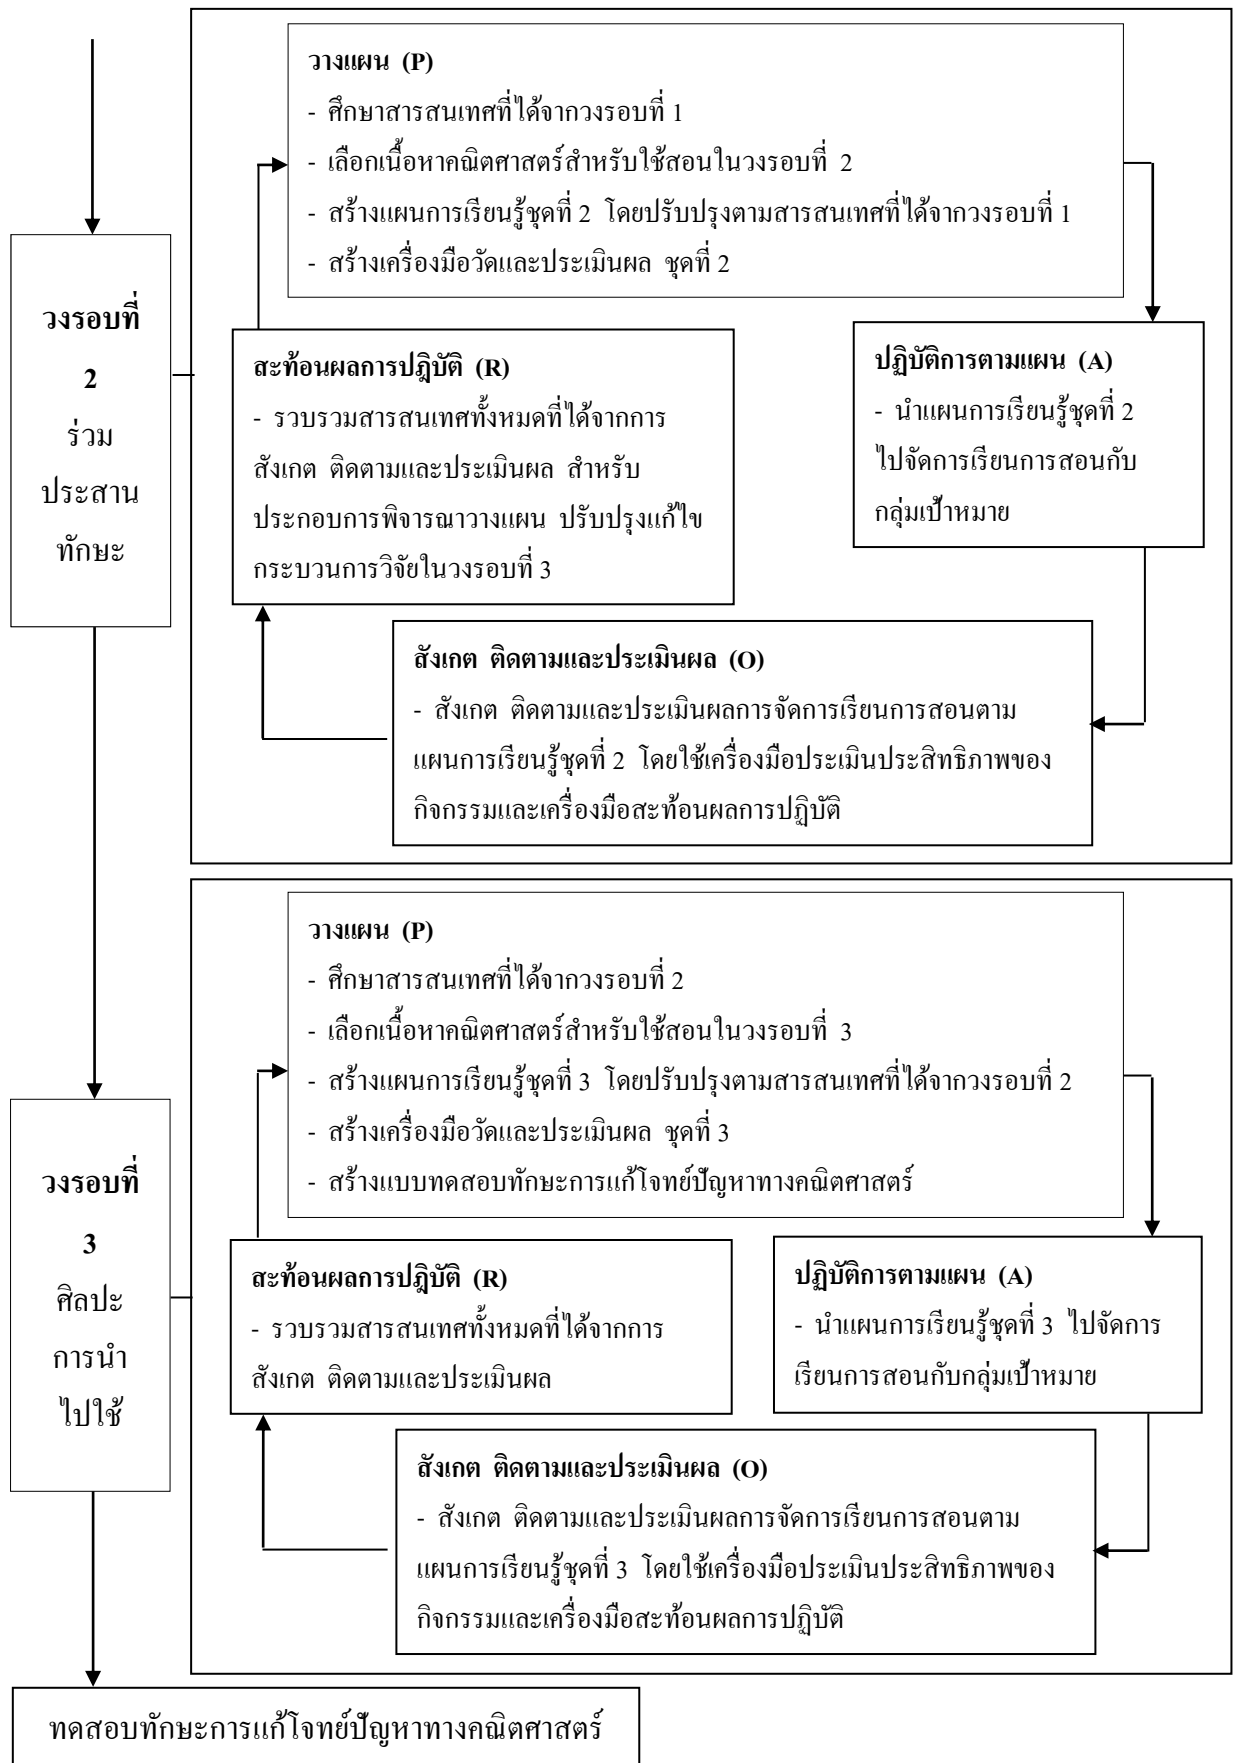 วางแผน (P)
- ศึกษาสารสนเทศที่ได้จากวงรอบที่ 1
- เลือกเนื้อหาคณิตศาสตร์สำหรับใช้สอนในวงรอบที่ 2
- สร้างแผนการเรียนรู้ชุดที่ 2 โดยปรับปรุงตามสารสนเทศที่ได้จากวงรอบที่ 1
- สร้างเครื่องมือวัดและประเมินผล ชุดที่ 2
วงรอบที่
2
ร่วม
ประสาน
ทักษะ
สะท้อนผลการปฎิบัติ (R)
- รวบรวมสารสนเทศทั้งหมดที่ได้จากการ
สังเกต ติดตามและประเมินผล สำหรับ
ประกอบการพิจารณาวางแผน ปรับปรุงแก้ไข
กระบวนการวิจัยในวงรอบที่ 3
ปฏิบัติการตามแผน (A)
- นำแผนการเรียนรู้ชุดที่ 2
ไปจัดการเรียนการสอนกับ
กลุ่มเป้าหมาย
สังเกต ติดตามและประเมินผล (O)
- สังเกต ติดตามและประเมินผลการจัดการเรียนการสอนตาม
แผนการเรียนรู้ชุดที่ 2 โดยใช้เครื่องมือประเมินประสิทธิภาพของ
กิจกรรมและเครื่องมือสะท้อนผลการปฏิบัติ
วางแผน (P)
- ศึกษาสารสนเทศที่ได้จากวงรอบที่ 2
- เลือกเนื้อหาคณิตศาสตร์สำหรับใช้สอนในวงรอบที่ 3
- สร้างแผนการเรียนรู้ชุดที่ 3 โดยปรับปรุงตามสารสนเทศที่ได้จากวงรอบที่ 2
- สร้างเครื่องมือวัดและประเมินผล ชุดที่ 3
- สร้างแบบทดสอบทักษะการแก้โจทย์ปัญหาทางคณิตศาสตร์
วงรอบที่
3
ศิลปะ
การนำ
ไปใช้
สะท้อนผลการปฎิบัติ (R)
- รวบรวมสารสนเทศทั้งหมดที่ได้จากการ
สังเกต ติดตามและประเมินผล
ปฏิบัติการตามแผน (A)
- นำแผนการเรียนรู้ชุดที่ 3 ไปจัดการ
เรียนการสอนกับกลุ่มเป้าหมาย
สังเกต ติดตามและประเมินผล (O)
- สังเกต ติดตามและประเมินผลการจัดการเรียนการสอนตาม
แผนการเรียนรู้ชุดที่ 3 โดยใช้เครื่องมือประเมินประสิทธิภาพของ
กิจกรรมและเครื่องมือสะท้อนผลการปฏิบัติ
ทดสอบทักษะการแก้โจทย์ปัญหาทางคณิตศาสตร์